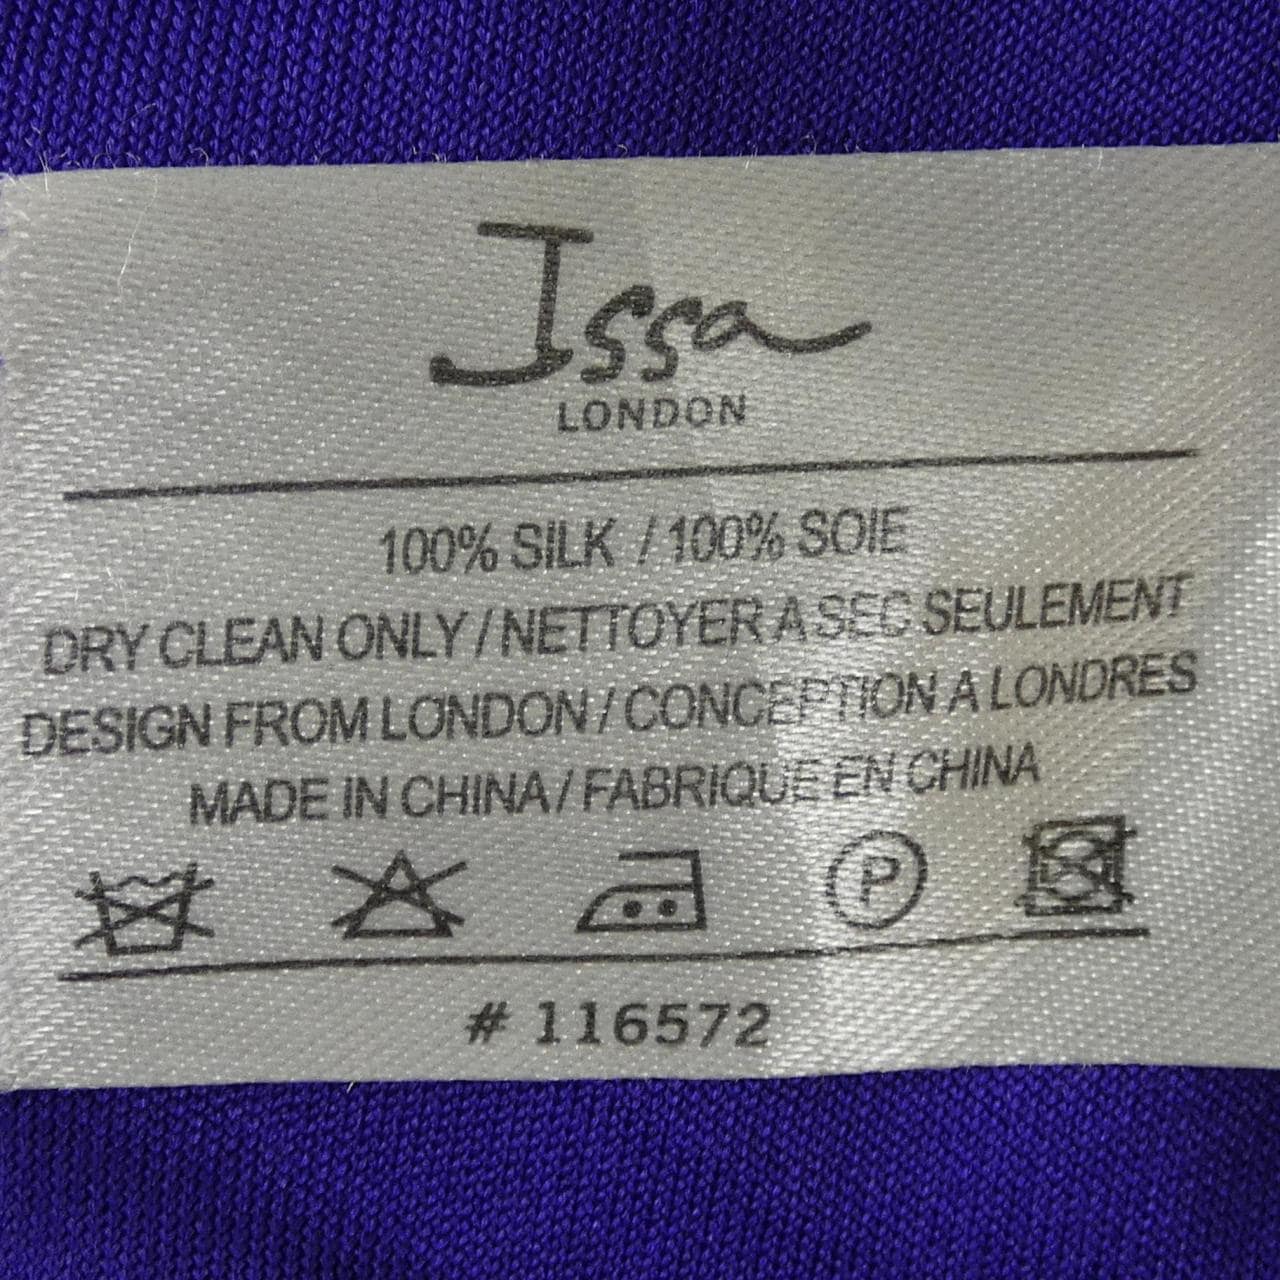 Issa
LONDON
100% SILK / 100% SOIE
DRY CLEAN ONLY / NETTOYER A SEC SEULEMENT
DESIGN FROM LONDON / CONCEPTION A LONDRES
MADE IN CHINA / FABRIQUE EN CHINA
P
# 116572